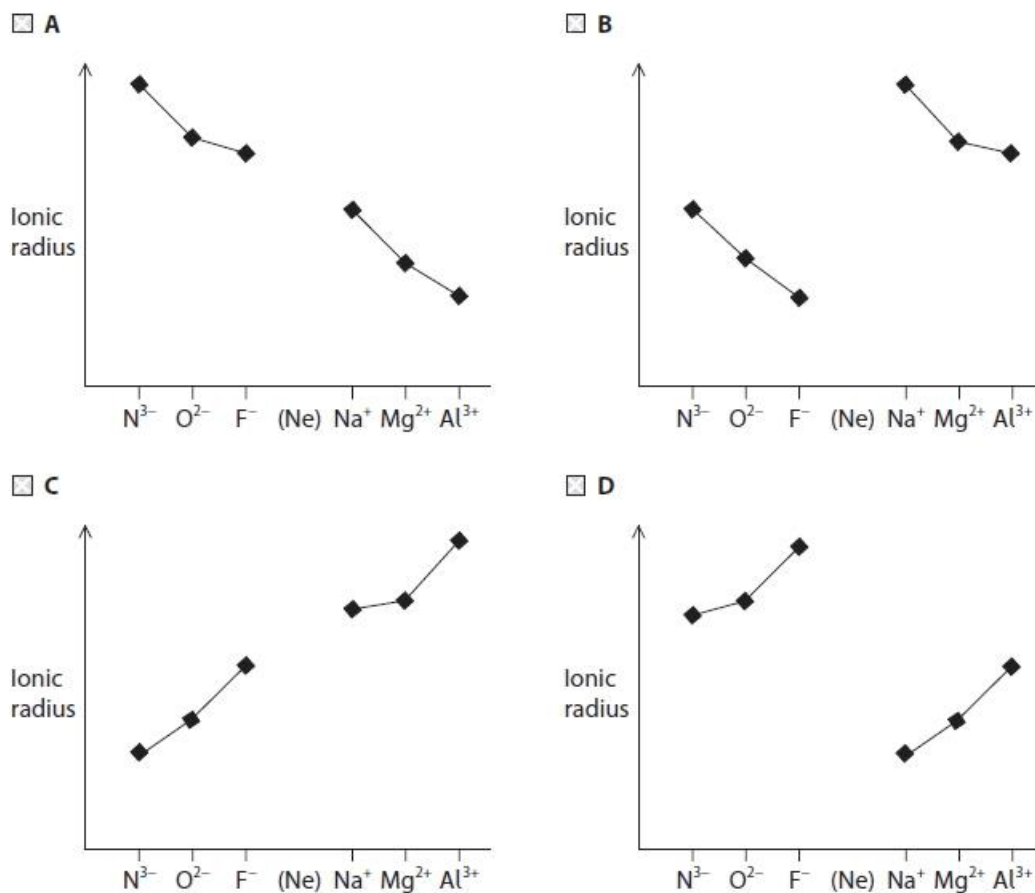 A
Ionic
radius
N³⁻ O²⁻ F⁻ (Ne) Na⁺ Mg²⁺ Al³⁺
B
Ionic
radius
N³⁻ O²⁻ F⁻ (Ne) Na⁺ Mg²⁺ Al³⁺
C
Ionic
radius
N³⁻ O²⁻ F⁻ (Ne) Na⁺ Mg²⁺ Al³⁺
D
Ionic
radius
N³⁻ O²⁻ F⁻ (Ne) Na⁺ Mg²⁺ Al³⁺